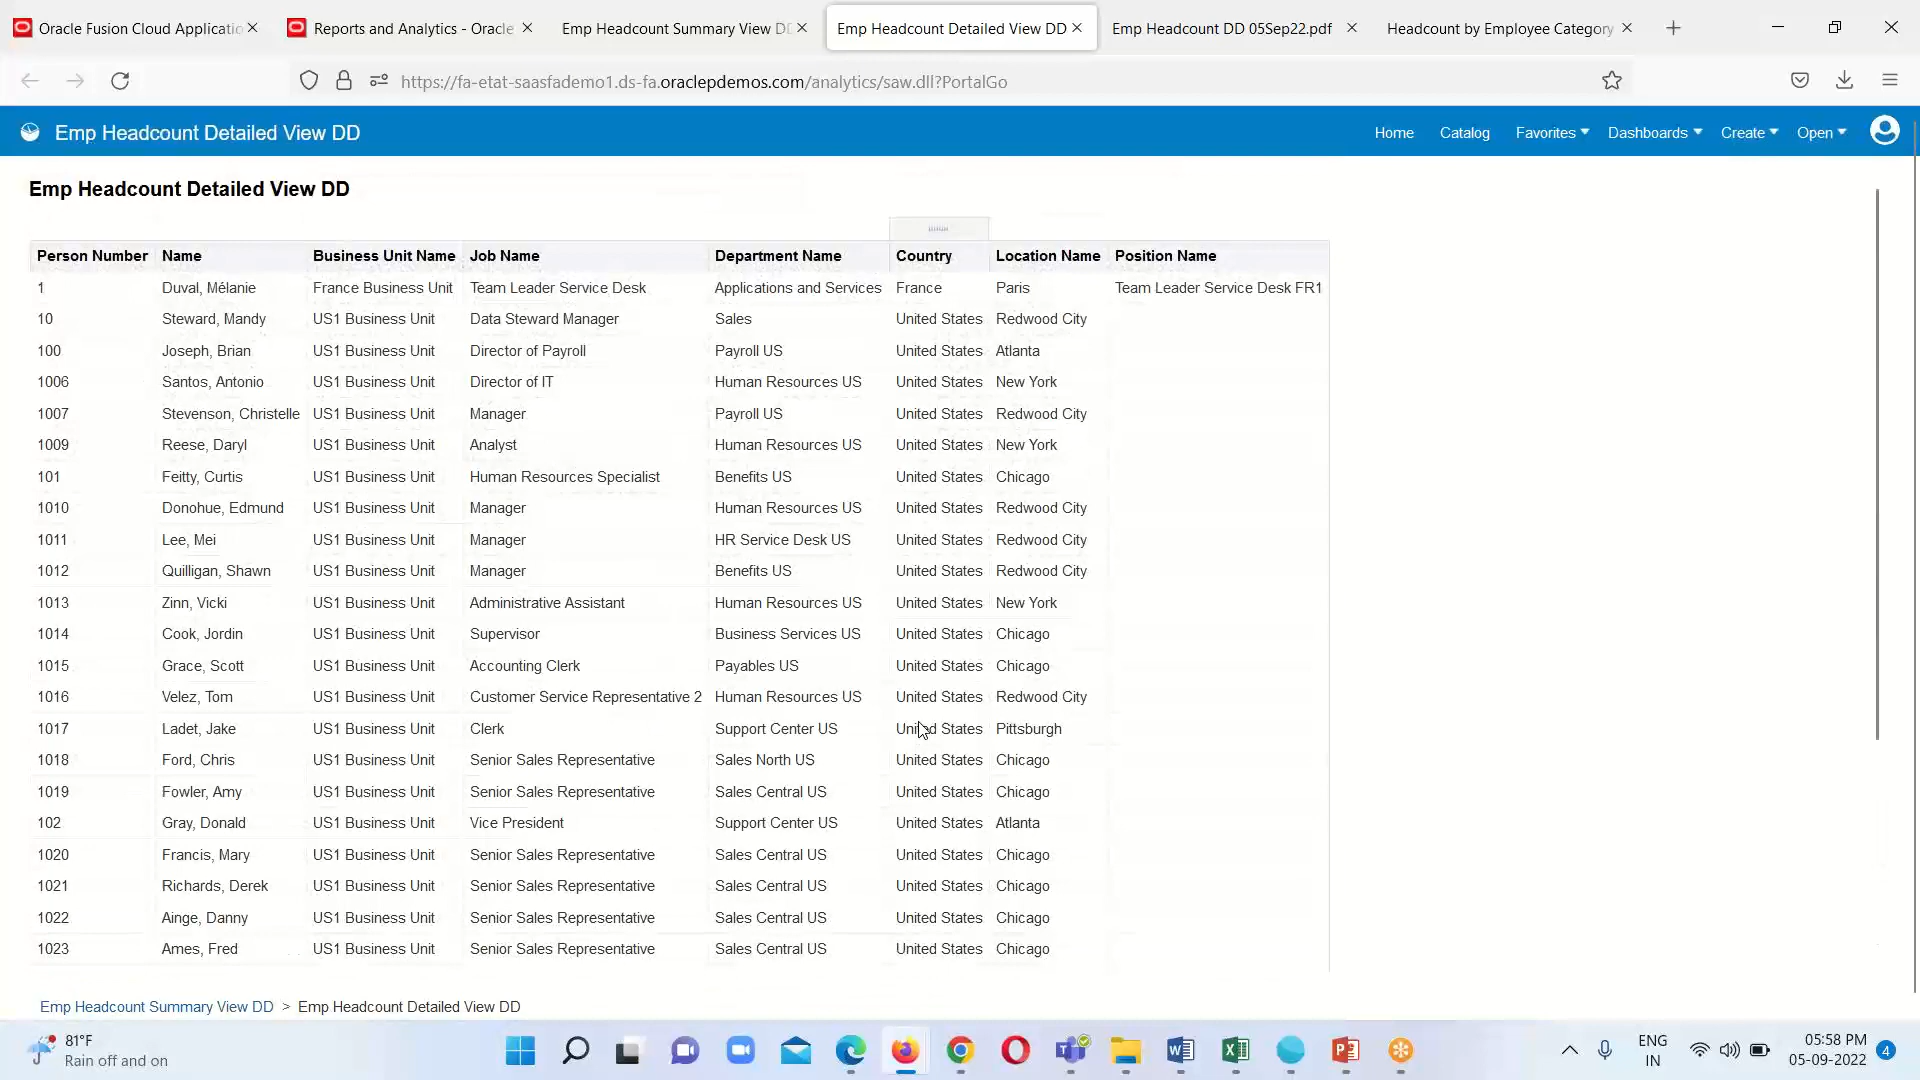 Oracle Fusion Cloud Applicatio
Reports and Analytics - Oracle
Emp Headcount Summary View DD
Emp Headcount Detailed View DD
Emp Headcount DD 05Sep22.pdf
Headcount by Employee Category
https://fa-etat-saasfademo1.ds-fa.oraclepdemos.com/analytics/saw.dll?PortalGo
Emp Headcount Detailed View DD Home Catalog Favorites Dashboards Create Open
Emp Headcount Detailed View DD
Person Number Name Business Unit Name Job Name Department Name Country Location Name Position Name
1 Duval, Mélanie France Business Unit Team Leader Service Desk Applications and Services France Paris Team Leader Service Desk FR1
10 Steward, Mandy US1 Business Unit Data Steward Manager Sales United States Redwood City
100 Joseph, Brian US1 Business Unit Director of Payroll Payroll US United States Atlanta
1006 Santos, Antonio US1 Business Unit Director of IT Human Resources US United States New York
1007 Stevenson, Christelle US1 Business Unit Manager Payroll US United States Redwood City
1009 Reese, Daryl US1 Business Unit Analyst Human Resources US United States New York
101 Feitty, Curtis US1 Business Unit Human Resources Specialist Benefits US United States Chicago
1010 Donohue, Edmund US1 Business Unit Manager Human Resources US United States Redwood City
1011 Lee, Mei US1 Business Unit Manager HR Service Desk US United States Redwood City
1012 Quilligan, Shawn US1 Business Unit Manager Benefits US United States Redwood City
1013 Zinn, Vicki US1 Business Unit Administrative Assistant Human Resources US United States New York
1014 Cook, Jordin US1 Business Unit Supervisor Business Services US United States Chicago
1015 Grace, Scott US1 Business Unit Accounting Clerk Payables US United States Chicago
1016 Velez, Tom US1 Business Unit Customer Service Representative 2 Human Resources US United States Redwood City
1017 Ladet, Jake US1 Business Unit Clerk Support Center US United States Pittsburgh
1018 Ford, Chris US1 Business Unit Senior Sales Representative Sales North US United States Chicago
1019 Fowler, Amy US1 Business Unit Senior Sales Representative Sales Central US United States Chicago
102 Gray, Donald US1 Business Unit Vice President Support Center US United States Atlanta
1020 Francis, Mary US1 Business Unit Senior Sales Representative Sales Central US United States Chicago
1021 Richards, Derek US1 Business Unit Senior Sales Representative Sales Central US United States Chicago
1022 Ainge, Danny US1 Business Unit Senior Sales Representative Sales Central US United States Chicago
1023 Ames, Fred US1 Business Unit Senior Sales Representative Sales Central US United States Chicago
Emp Headcount Summary View DD > Emp Headcount Detailed View DD
81°F
Rain off and on
ENG
IN
05:58 PM
05-09-2022
4